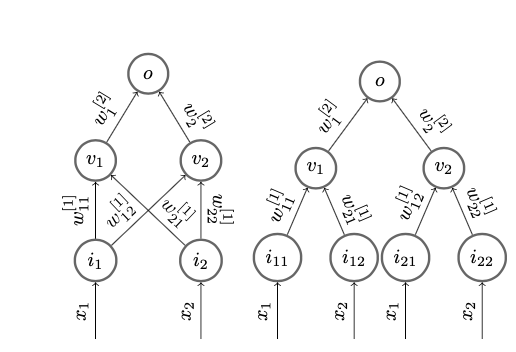 o
w_1^{[2]} w_2^{[2]}
v_1 v_2
w_{11}^{[1]} w_{12}^{[1]} w_{21}^{[1]} w_{22}^{[1]}
i_1 i_2
x_1 x_2
o
w_1^{[2]} w_2^{[2]}
v_1 v_2
w_{11}^{[1]} w_{21}^{[1]} w_{12}^{[1]} w_{22}^{[1]}
i_{11} i_{12} i_{21} i_{22}
x_1 x_2 x_1 x_2